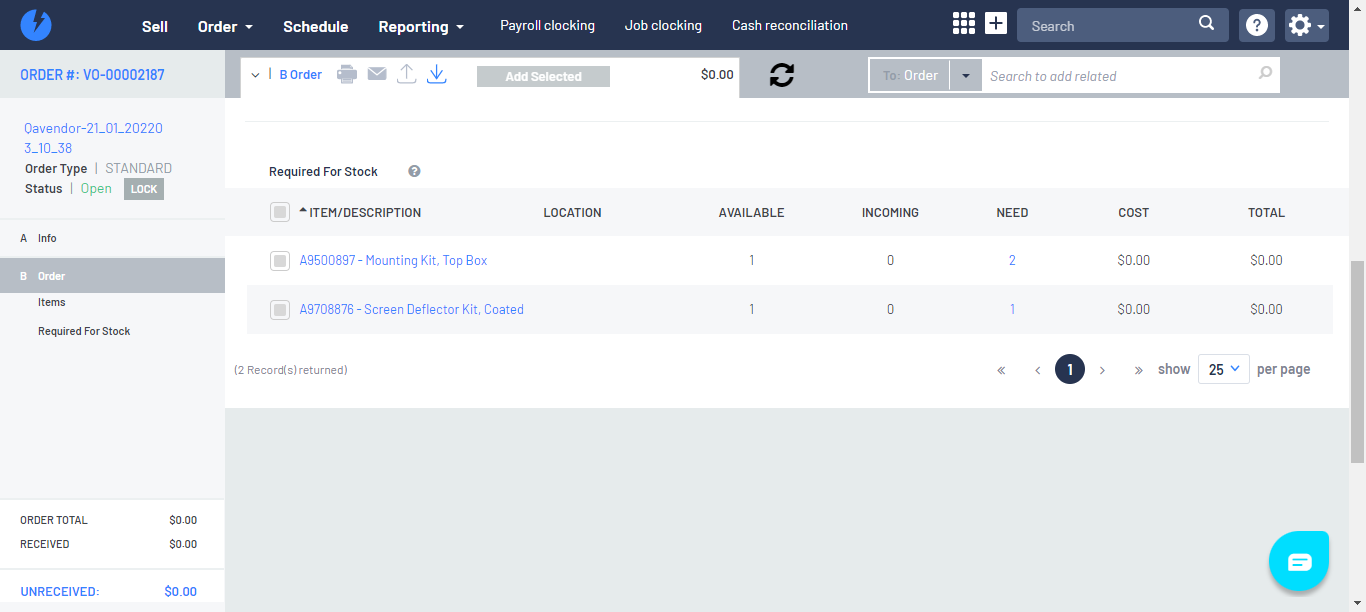 Sell
Order
Schedule
Reporting
Payroll clocking
Job clocking
Cash reconciliation
Search
ORDER #: VO-00002187
B Order
Add Selected
$0.00
To: Order
Search to add related
Qavendor-21_01_20220
3_10_38
Order Type | STANDARD
Status | Open LOCK
A Info
B Order
Items
Required For Stock
Required For Stock
ITEM/DESCRIPTION LOCATION AVAILABLE INCOMING NEED COST TOTAL
A9500897 - Mounting Kit, Top Box 1 0 2 $0.00 $0.00
A9708876 - Screen Deflector Kit, Coated 1 0 1 $0.00 $0.00
(2 Record(s) returned)
« ‹ 1 › » show 25 per page
ORDER TOTAL $0.00
RECEIVED $0.00
UNRECEIVED: $0.00